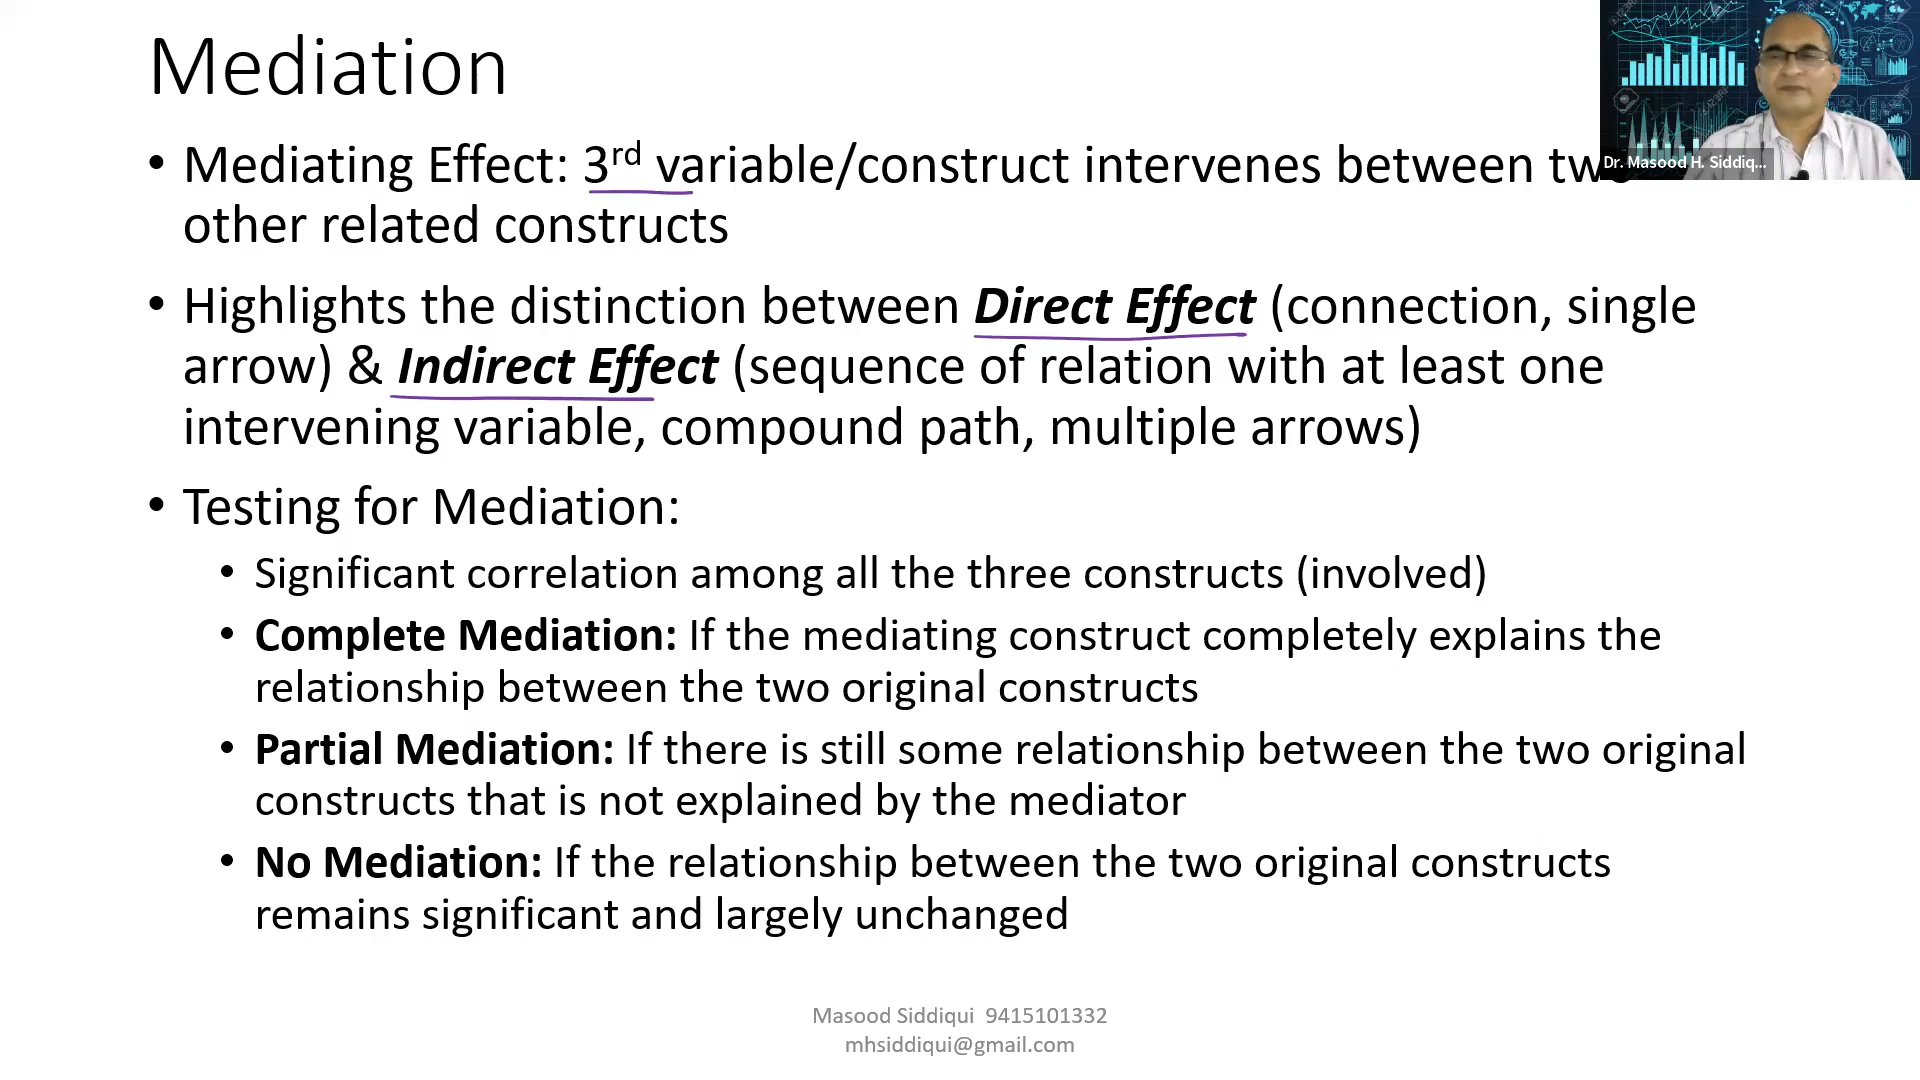 Mediation
• Mediating Effect: 3rd variable/construct intervenes between two
other related constructs
• Highlights the distinction between Direct Effect (connection, single
arrow) & Indirect Effect (sequence of relation with at least one
intervening variable, compound path, multiple arrows)
• Testing for Mediation:
• Significant correlation among all the three constructs (involved)
• Complete Mediation: If the mediating construct completely explains the
relationship between the two original constructs
• Partial Mediation: If there is still some relationship between the two original
constructs that is not explained by the mediator
• No Mediation: If the relationship between the two original constructs
remains significant and largely unchanged
Masood Siddiqui 9415101332
mhsiddiqui@gmail.com
Dr. Masood H. Siddiq...